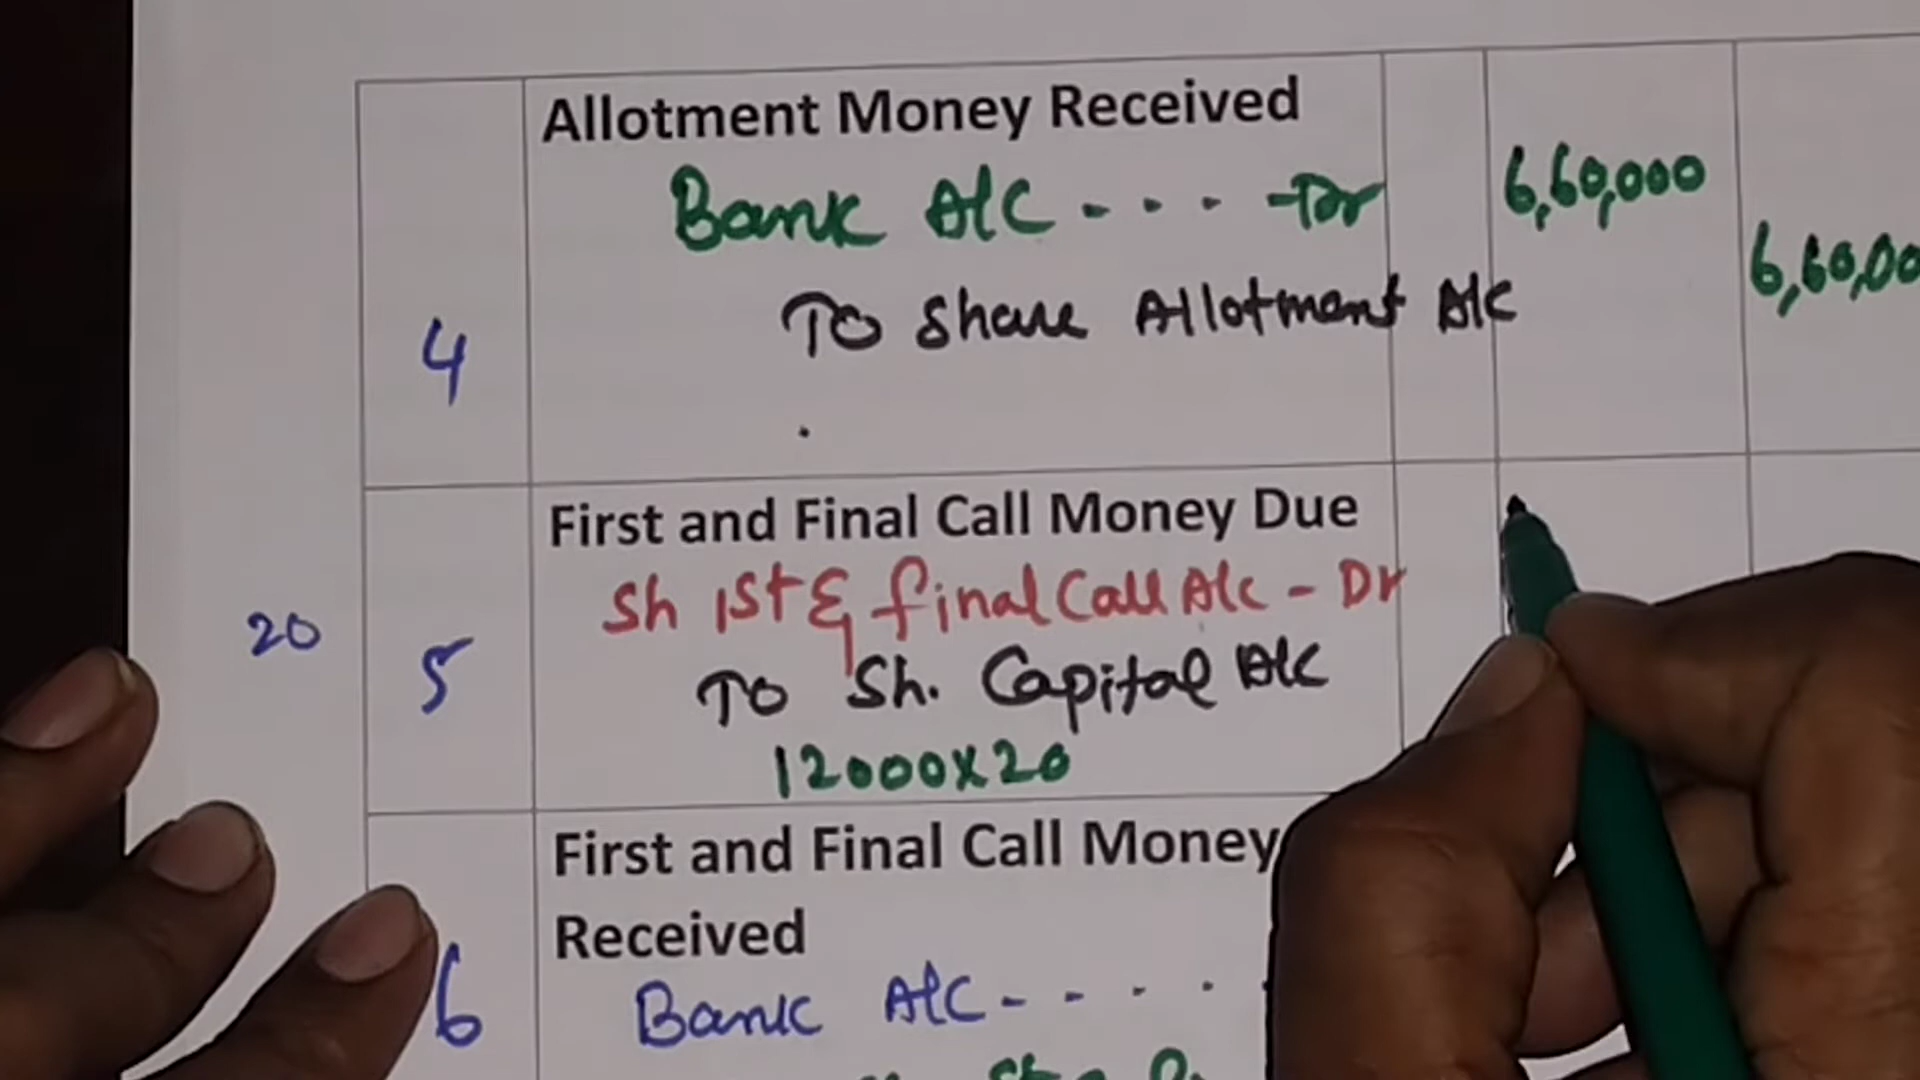 Allotment Money Received
Bank A/C - - - - Dr 6,60,000
6,60,00
To Share Allotment A/C
4
First and Final Call Money Due
Sh 1st & final Call A/c - Dr
20
5
To Sh. Capital A/C
12000x20
First and Final Call Money
Received
6
Bank A/C - - - -